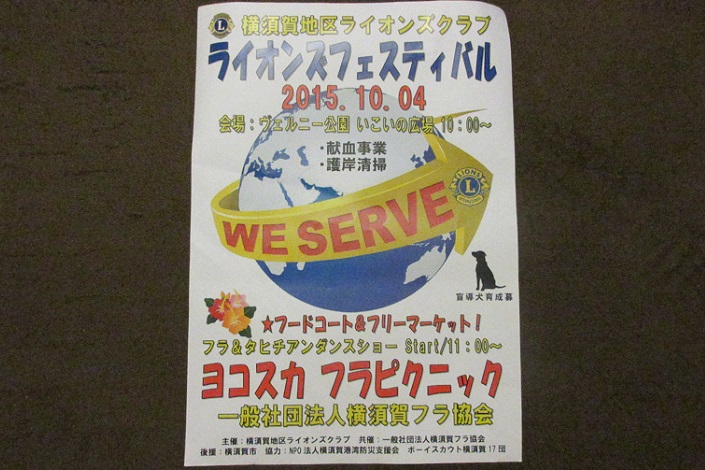 横須賀地区ライオンズクラブ
ライオンズフェスティバル
2015.10.04
会場：ヴェルニー公園 いこいの広場 10：00～
・献血事業
・護岸清掃
LIONS
L
WE SERVE
盲導犬育成募
★フードコート&フリーマーケット！
フラ&タヒチアンダンスショー Start/11：00～
ヨコスカ フラピクニック
一般社団法人横須賀フラ協会
主催：横須賀地区ライオンズクラブ 共催：一般社団法人横須賀フラ協会
後援：横須賀市 協力：NPO法人横須賀港湾防災支援会 ボーイスカウト横須賀17団